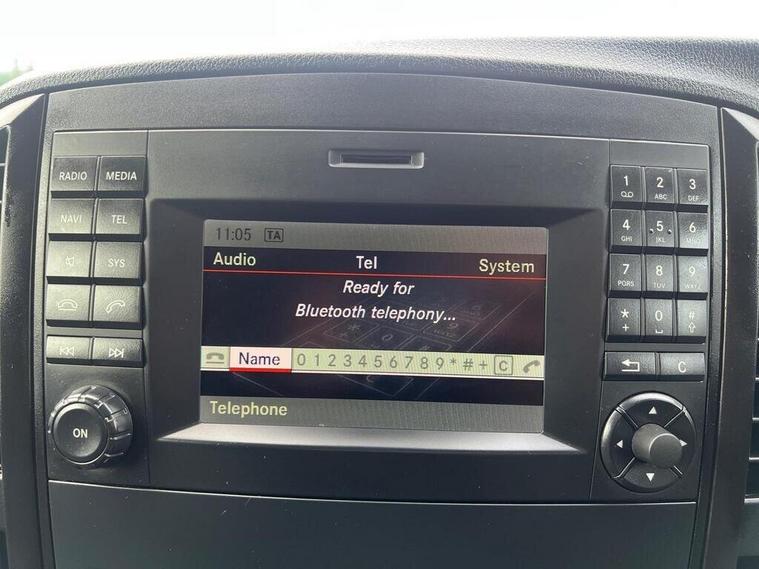 RADIO MEDIA
NAVI TEL
SYS
ON
11:05 TA
Audio Tel System
Ready for
Bluetooth telephony...
Name 0 1 2 3 4 5 6 7 8 9 * # + C
Telephone
1 2 3
ABC DEF
4 5 6
GHI JKL MNO
7 8 9
PQRS TUV WXYZ
* 0 #
+
C